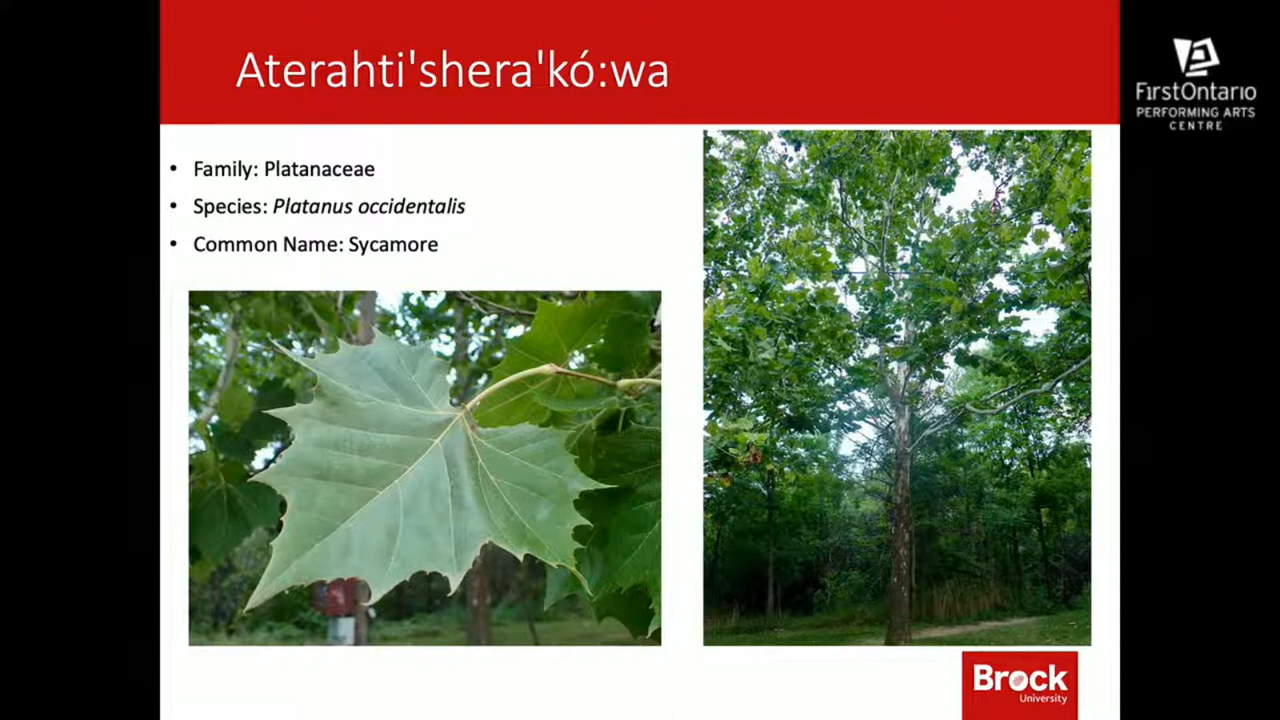 Aterahti'shera'kó:wa
FirstOntario
PERFORMING ARTS
CENTRE
• Family: Platanaceae
• Species: Platanus occidentalis
• Common Name: Sycamore
Brock
University